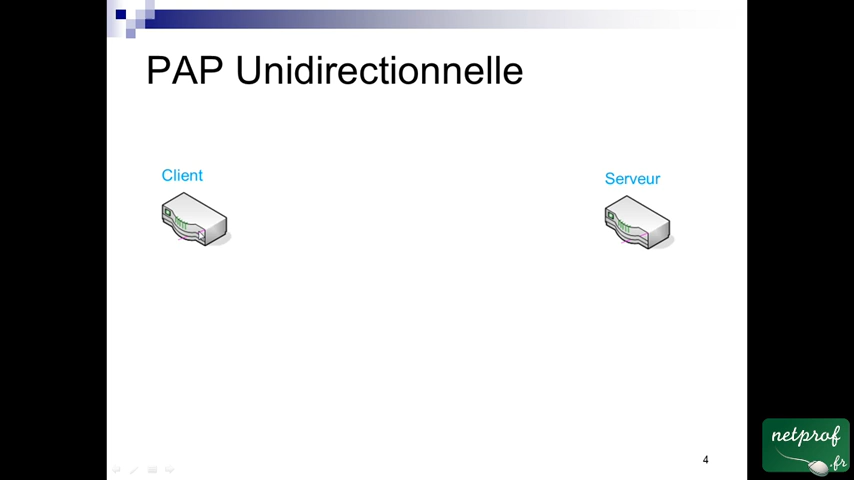 PAP Unidirectionnelle
Client
Serveur
4
netprof
.fr